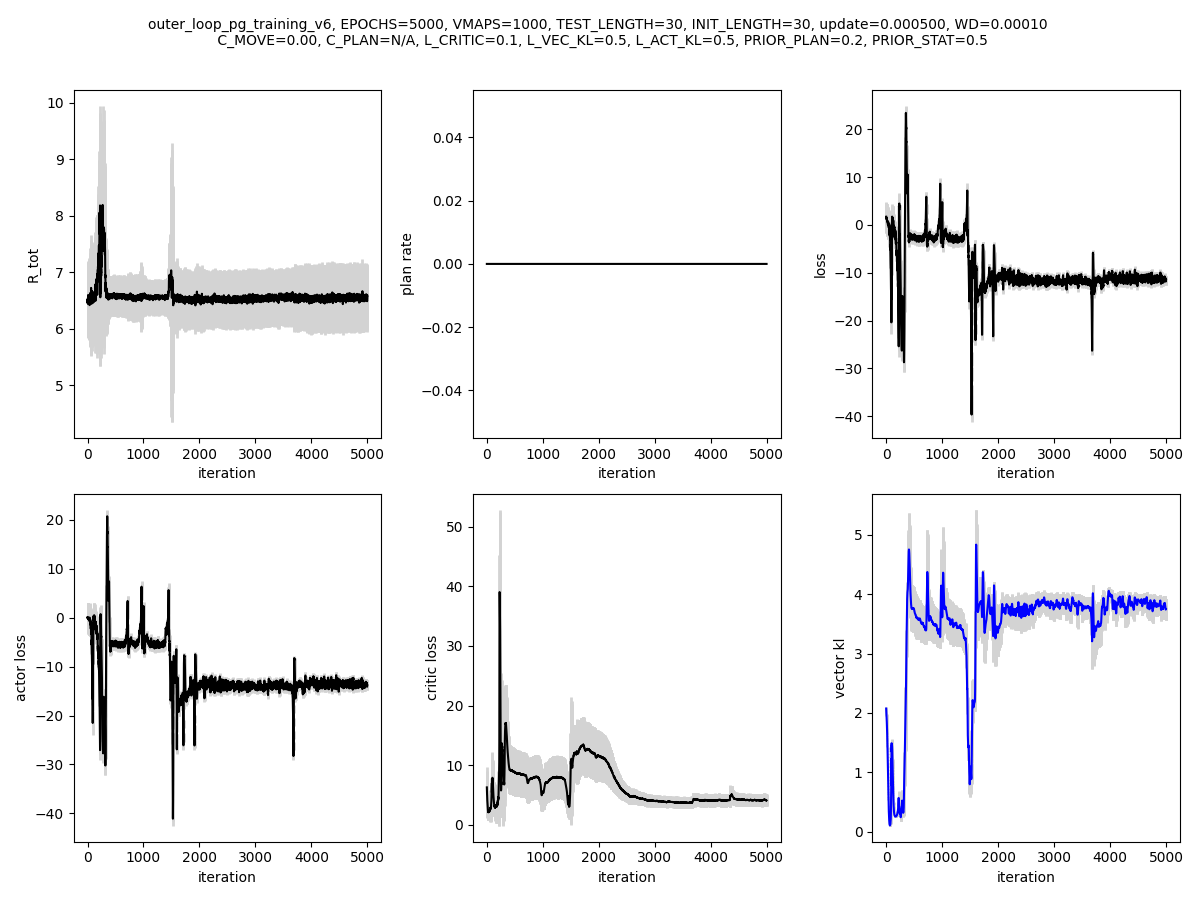 outer_loop_pg_training_v6, EPOCHS=5000, VMAPS=1000, TEST_LENGTH=30, INIT_LENGTH=30, update=0.000500, WD=0.00010
C_MOVE=0.00, C_PLAN=N/A, L_CRITIC=0.1, L_VEC_KL=0.5, L_ACT_KL=0.5, PRIOR_PLAN=0.2, PRIOR_STAT=0.5
10
9
8
7
6
5
R_tot
0 1000 2000 3000 4000 5000
iteration
0.04
0.02
0.00
−0.02
−0.04
plan rate
0 1000 2000 3000 4000 5000
iteration
20
10
0
−10
−20
−30
−40
loss
0 1000 2000 3000 4000 5000
iteration
20
10
0
−10
−20
−30
−40
actor loss
0 1000 2000 3000 4000 5000
iteration
50
40
30
20
10
0
critic loss
0 1000 2000 3000 4000 5000
iteration
5
4
3
2
1
0
vector kl
0 1000 2000 3000 4000 5000
iteration